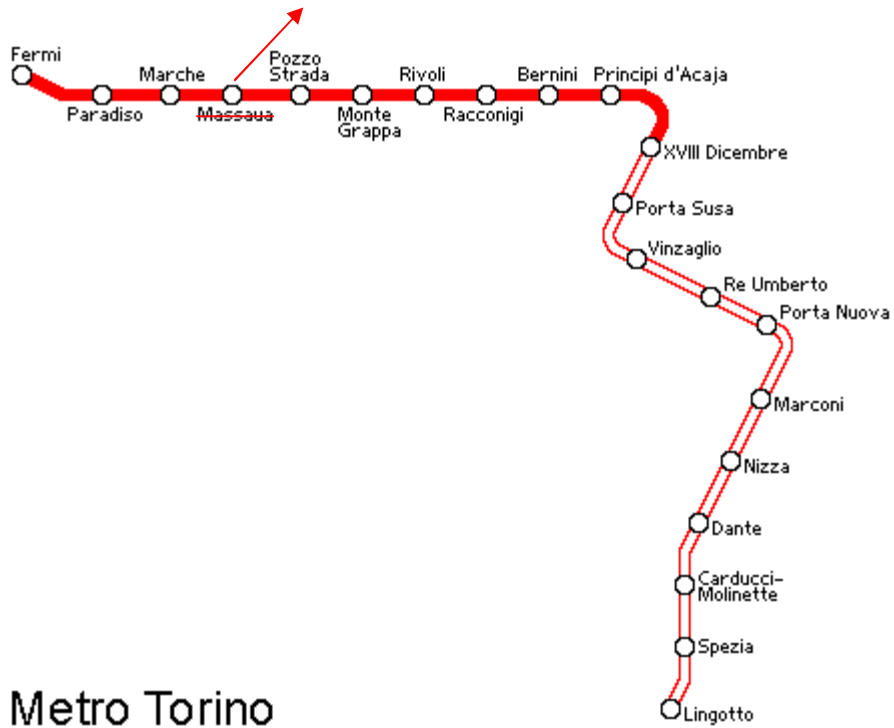 Fermi
Paradiso
Marche
Massaua
Pozzo
Strada
Monte
Grappa
Rivoli
Racconigi
Bernini
Principi d'Acaja
XVIII Dicembre
Porta Susa
Vinzaglio
Re Umberto
Porta Nuova
Marconi
Nizza
Dante
Carducci-
Molinette
Spezia
Lingotto
Metro Torino